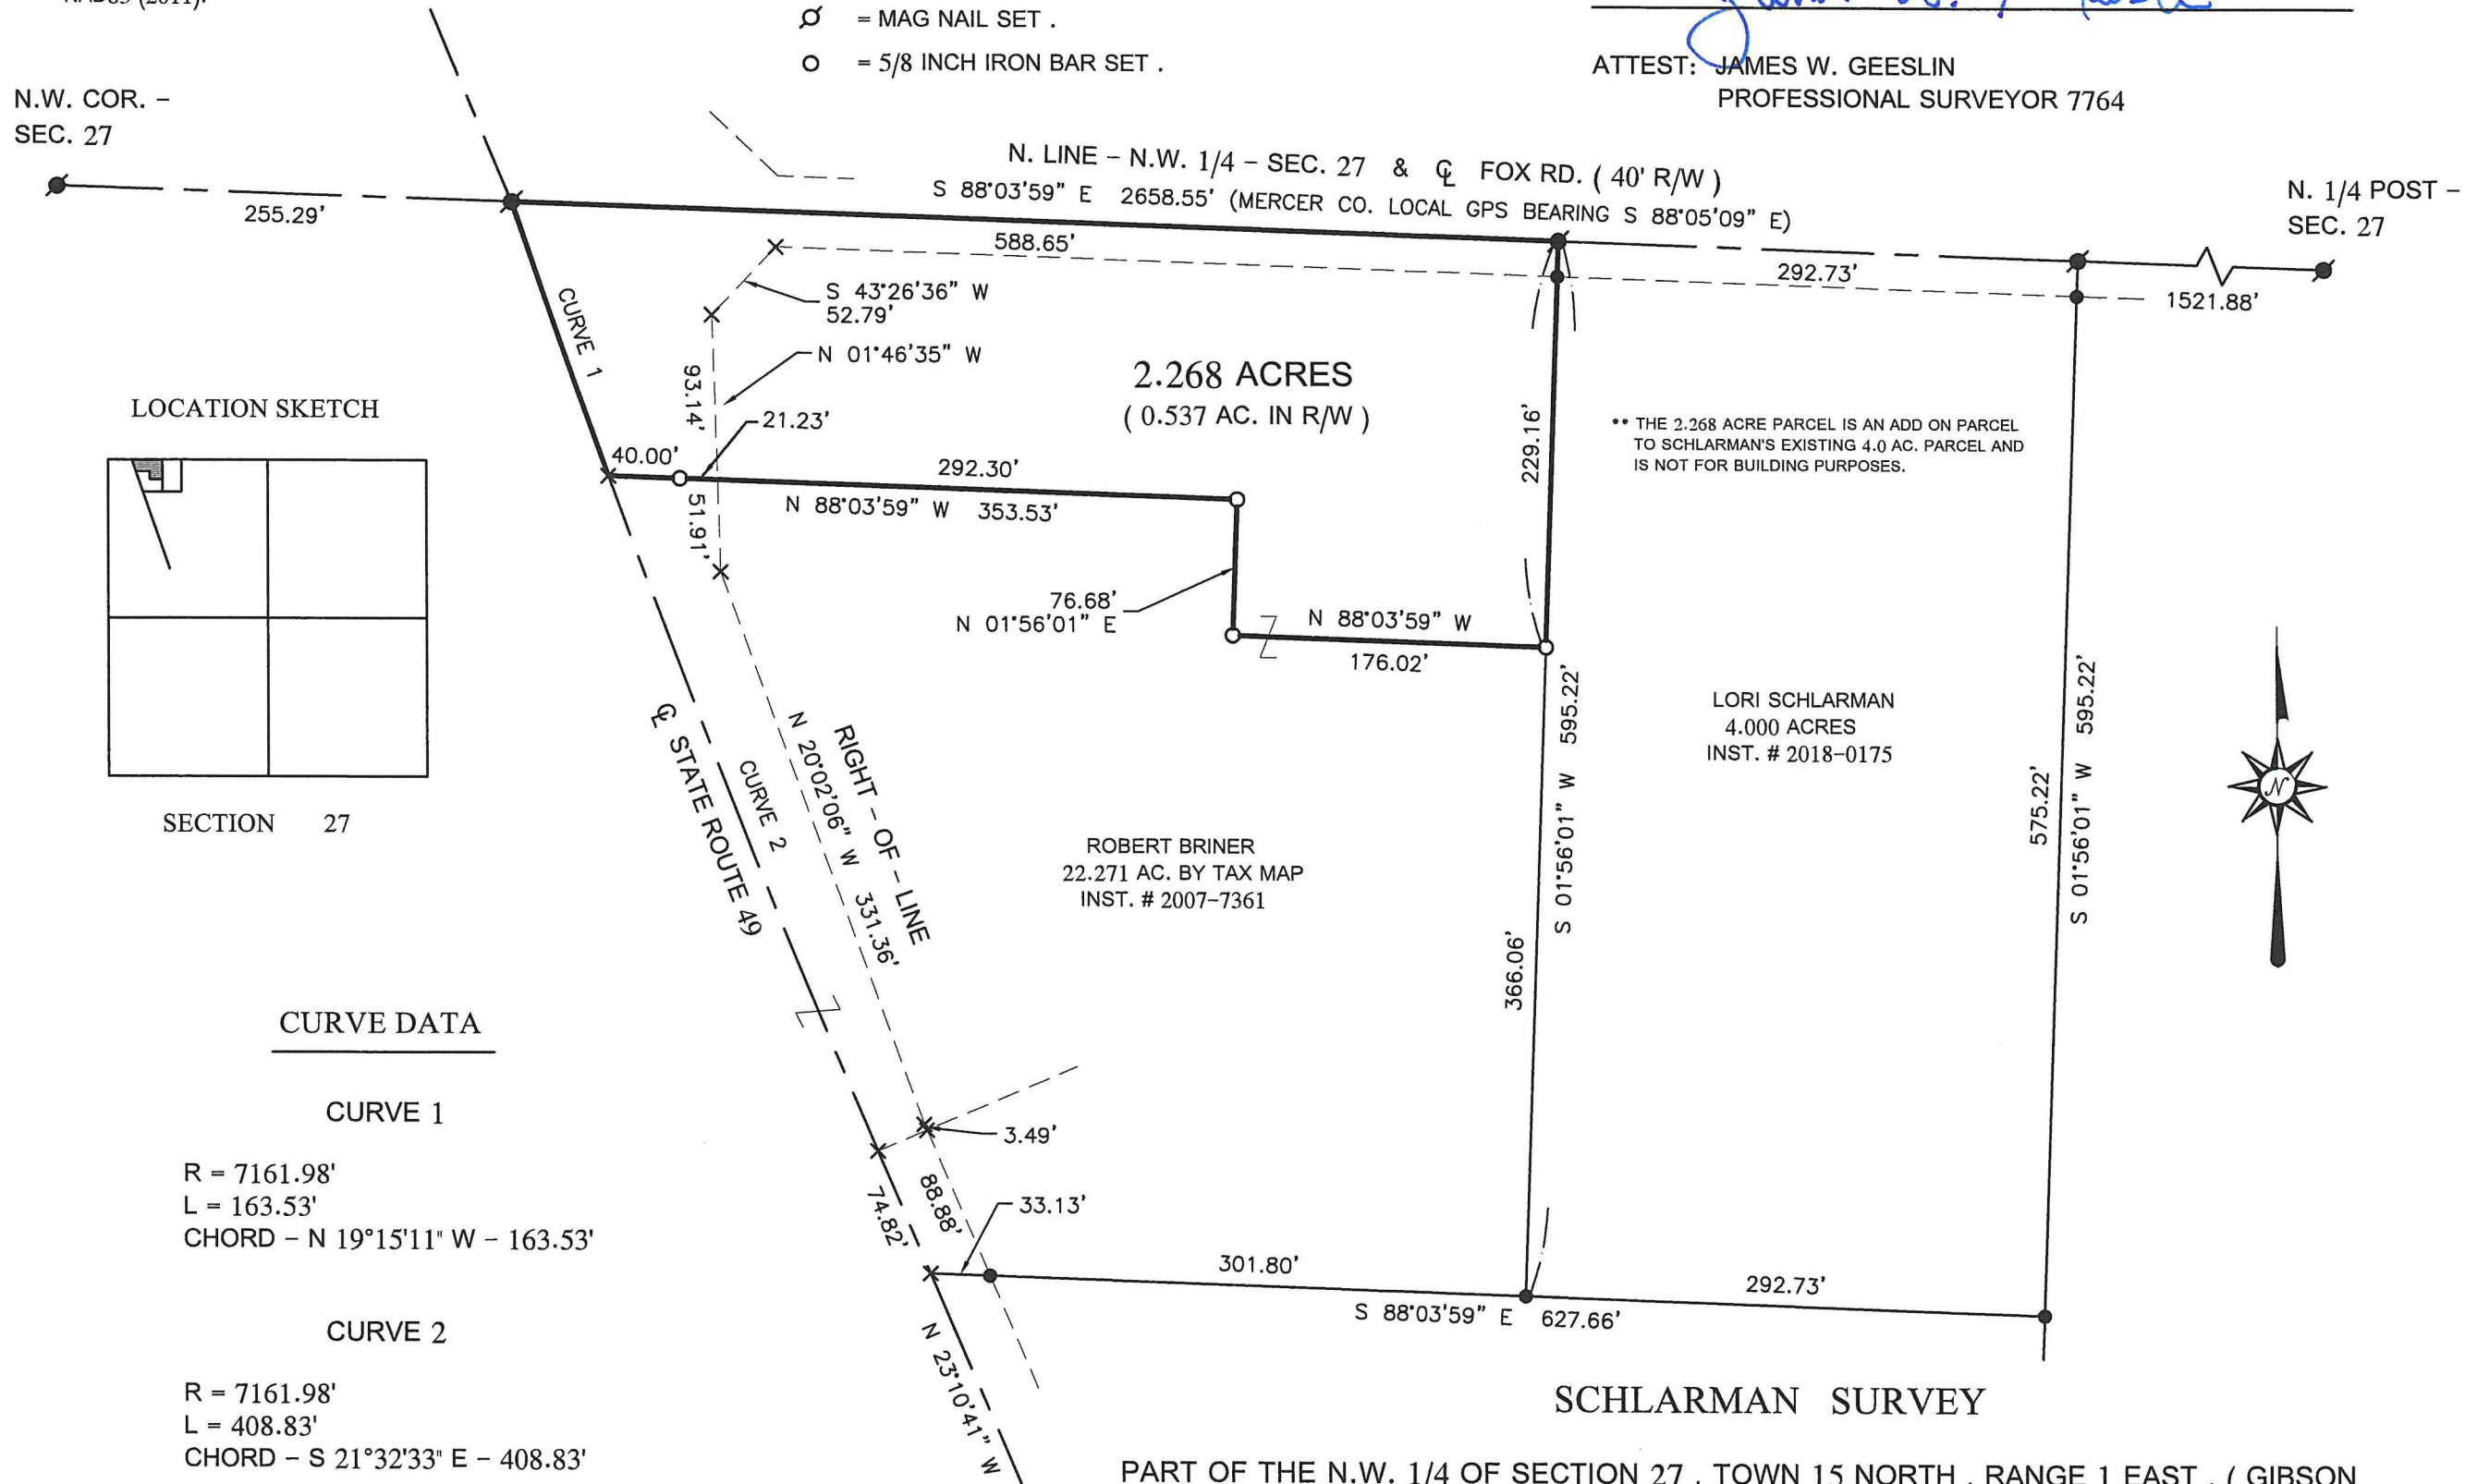 = MAG NAIL SET .
= 5/8 INCH IRON BAR SET .
ATTEST: JAMES W. GEESLIN
PROFESSIONAL SURVEYOR 7764
N.W. COR. –
SEC. 27
N. LINE – N.W. 1/4 – SEC. 27 & ℄ FOX RD. ( 40' R/W )
S 88°03'59" E 2658.55' (MERCER CO. LOCAL GPS BEARING S 88°05'09" E)
N. 1/4 POST –
SEC. 27
255.29'
588.65'
292.73'
1521.88'
CURVE 1
S 43°26'36" W
52.79'
N 01°46'35" W
93.14'
21.23'
2.268 ACRES
( 0.537 AC. IN R/W )
229.16'
** THE 2.268 ACRE PARCEL IS AN ADD ON PARCEL
TO SCHLARMAN'S EXISTING 4.0 AC. PARCEL AND
IS NOT FOR BUILDING PURPOSES.
LOCATION SKETCH
SECTION 27
40.00'
292.30'
N 88°03'59" W 353.53'
51.91'
76.68'
N 01°56'01" E
N 88°03'59" W
176.02'
℄ STATE ROUTE 49
CURVE 2
N 20°02'06" W 331.36'
RIGHT – OF – LINE
ROBERT BRINER
22.271 AC. BY TAX MAP
INST. # 2007–7361
LORI SCHLARMAN
4.000 ACRES
INST. # 2018–0175
S 01°56'01" W 595.22'
366.06'
575.22'
S 01°56'01" W 595.22'
N
3.49'
88.88'
74.82'
33.13'
301.80'
292.73'
S 88°03'59" E 627.66'
N 23°10'41" W
CURVE DATA
CURVE 1
R = 7161.98'
L = 163.53'
CHORD – N 19°15'11" W – 163.53'
CURVE 2
R = 7161.98'
L = 408.83'
CHORD – S 21°32'33" E – 408.83'
SCHLARMAN SURVEY
PART OF THE N.W. 1/4 OF SECTION 27 , TOWN 15 NORTH , RANGE 1 EAST , ( GIBSON